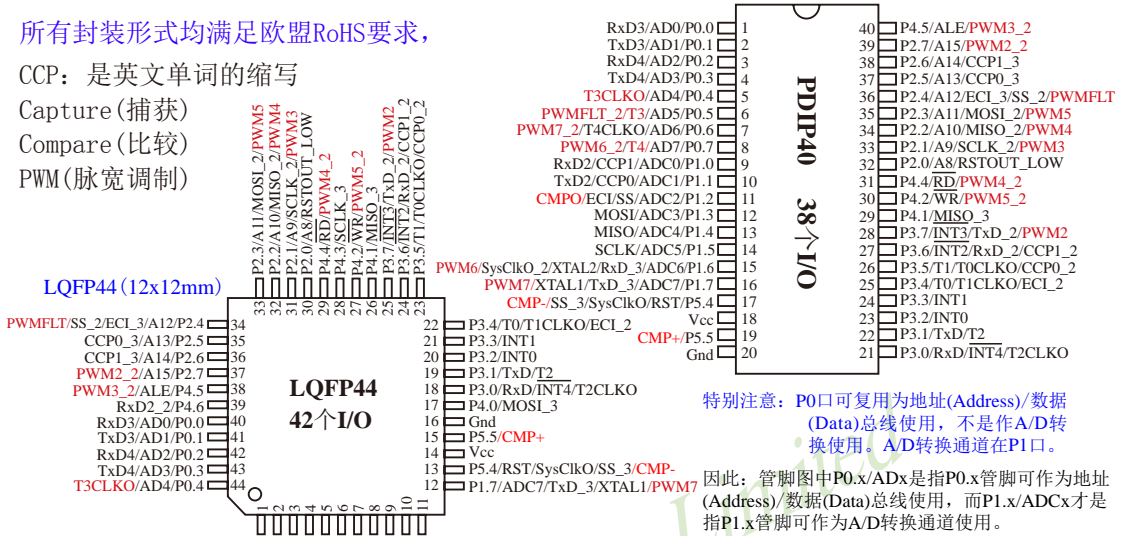 所有封装形式均满足欧盟RoHS要求，
CCP：是英文单词的缩写
Capture(捕获)
Compare(比较)
PWM(脉宽调制)
LQFP44(12x12mm)
P2.3/A11/MOSI_2/PWM5
P2.2/A10/MISO_2/PWM4
P2.1/A9/SCLK_2/PWM3
P2.0/A8/RSTOUT_LOW
P4.4/RD/PWM4_2
P4.3/SCLK_3
P4.2/WR/PWM5_2
P4.1/MISO_3
P3.7/INT3/TxD_2/PWM2
P3.6/INT2/RxD_2/CCP1_2
P3.5/T1/T0CLKO/CCP0_2
33 32 31 30 29 28 27 26 25 24 23
PWMFLT/SS_2/ECI_3/A12/P2.4 34
CCP0_3/A13/P2.5 35
CCP1_3/A14/P2.6 36
PWM2_2/A15/P2.7 37
PWM3_2/ALE/P4.5 38
RxD2_2/P4.6 39
RxD3/AD0/P0.0 40
TxD3/AD1/P0.1 41
RxD4/AD2/P0.2 42
TxD4/AD3/P0.3 43
T3CLKO/AD4/P0.4 44
LQFP44
42个I/O
22 P3.4/T0/T1CLKO/ECI_2
21 P3.3/INT1
20 P3.2/INT0
19 P3.1/TxD/T2
18 P3.0/RxD/INT4/T2CLKO
17 P4.0/MOSI_3
16 Gnd
15 P5.5/CMP+
14 Vcc
13 P5.4/RST/SysClkO/SS_3/CMP-
12 P1.7/ADC7/TxD_3/XTAL1/PWM7
1 2 3 4 5 6 7 8 9 10 11
RxD3/AD0/P0.0 1
TxD3/AD1/P0.1 2
RxD4/AD2/P0.2 3
TxD4/AD3/P0.3 4
T3CLKO/AD4/P0.4 5
PWMFLT_2/T3/AD5/P0.5 6
PWM7_2/T4CLKO/AD6/P0.6 7
PWM6_2/T4/AD7/P0.7 8
RxD2/CCP1/ADC0/P1.0 9
TxD2/CCP0/ADC1/P1.1 10
CMPO/ECI/SS/ADC2/P1.2 11
MOSI/ADC3/P1.3 12
MISO/ADC4/P1.4 13
SCLK/ADC5/P1.5 14
PWM6/SysClkO_2/XTAL2/RxD_3/ADC6/P1.6 15
PWM7/XTAL1/TxD_3/ADC7/P1.7 16
CMP-/SS_3/SysClkO/RST/P5.4 17
Vcc 18
CMP+/P5.5 19
Gnd 20
PDIP40 38个I/O
40 P4.5/ALE/PWM3_2
39 P2.7/A15/PWM2_2
38 P2.6/A14/CCP1_3
37 P2.5/A13/CCP0_3
36 P2.4/A12/ECI_3/SS_2/PWMFLT
35 P2.3/A11/MOSI_2/PWM5
34 P2.2/A10/MISO_2/PWM4
33 P2.1/A9/SCLK_2/PWM3
32 P2.0/A8/RSTOUT_LOW
31 P4.4/RD/PWM4_2
30 P4.2/WR/PWM5_2
29 P4.1/MISO_3
28 P3.7/INT3/TxD_2/PWM2
27 P3.6/INT2/RxD_2/CCP1_2
26 P3.5/T1/T0CLKO/CCP0_2
25 P3.4/T0/T1CLKO/ECI_2
24 P3.3/INT1
23 P3.2/INT0
22 P3.1/TxD/T2
21 P3.0/RxD/INT4/T2CLKO
特别注意：P0口可复用为地址(Address)/数据
(Data)总线使用，不是作A/D转
换使用。A/D转换通道在P1口。
因此：管脚图中P0.x/ADx是指P0.x管脚可作为地址
(Address)/数据(Data)总线使用，而P1.x/ADCx才是
指P1.x管脚可作为A/D转换通道使用。
Limited